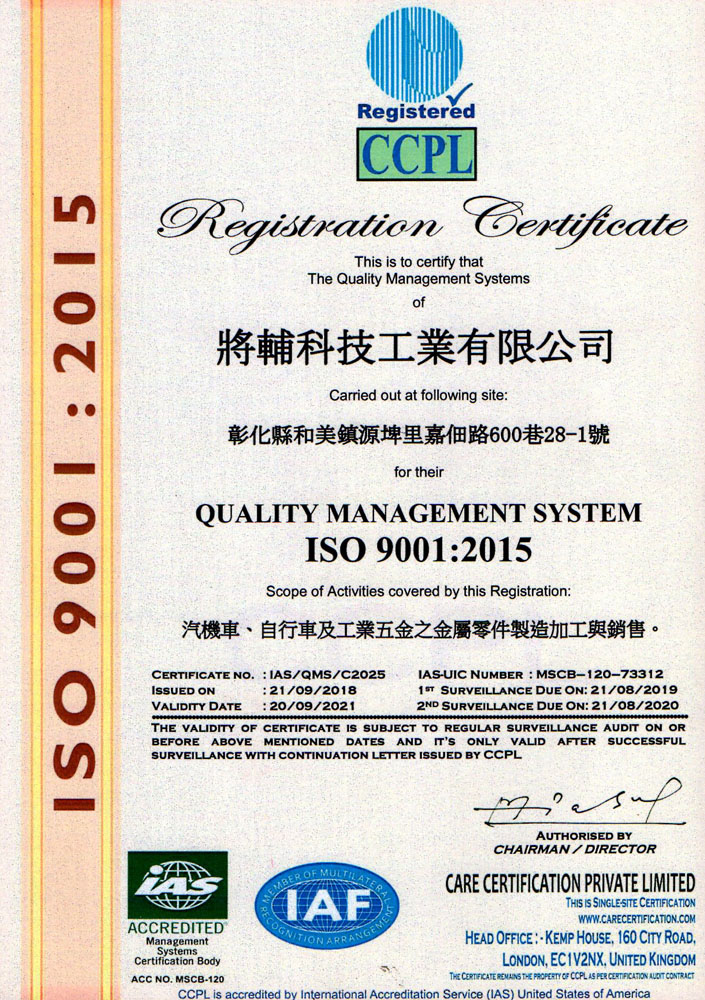 ISO 9001 : 2015
Registered
CCPL
Registration Certificate
This is to certify that
The Quality Management Systems
of
將輔科技工業有限公司
Carried out at following site:
彰化縣和美鎮源埤里嘉佃路600巷28-1號
for their
QUALITY MANAGEMENT SYSTEM
ISO 9001:2015
Scope of Activities covered by this Registration:
汽機車、自行車及工業五金之金屬零件製造加工與銷售。
CERTIFICATE NO. : IAS/QMS/C2025 IAS-UIC NUMBER : MSCB-120-73312
ISSUED ON : 21/09/2018 1ST SURVEILLANCE DUE ON: 21/08/2019
VALIDITY DATE : 20/09/2021 2ND SURVEILLANCE DUE ON: 21/08/2020
THE VALIDITY OF CERTIFICATE IS SUBJECT TO REGULAR SURVEILLANCE AUDIT ON OR
BEFORE ABOVE MENTIONED DATES AND IT'S ONLY VALID AFTER SUCCESSFUL
SURVEILLANCE WITH CONTINUATION LETTER ISSUED BY CCPL
AUTHORISED BY
CHAIRMAN / DIRECTOR
IAS
ACCREDITED
Management
Systems
Certification Body
ACC NO. MSCB-120
MEMBER OF MULTILATERAL
IAF
RECOGNITION ARRANGEMENT
CARE CERTIFICATION PRIVATE LIMITED
THIS IS SINGLE-SITE CERTIFICATION
WWW.CARECERTIFICATION.COM
HEAD OFFICE:- KEMP HOUSE, 160 CITY ROAD,
LONDON, EC1V2NX, UNITED KINGDOM
THE CERTIFICATE REMAINS THE PROPERTY OF CCPL AS PER CERTIFICATION AUDIT CONTRACT
CCPL is accredited by International Accreditation Service (IAS) United States of America